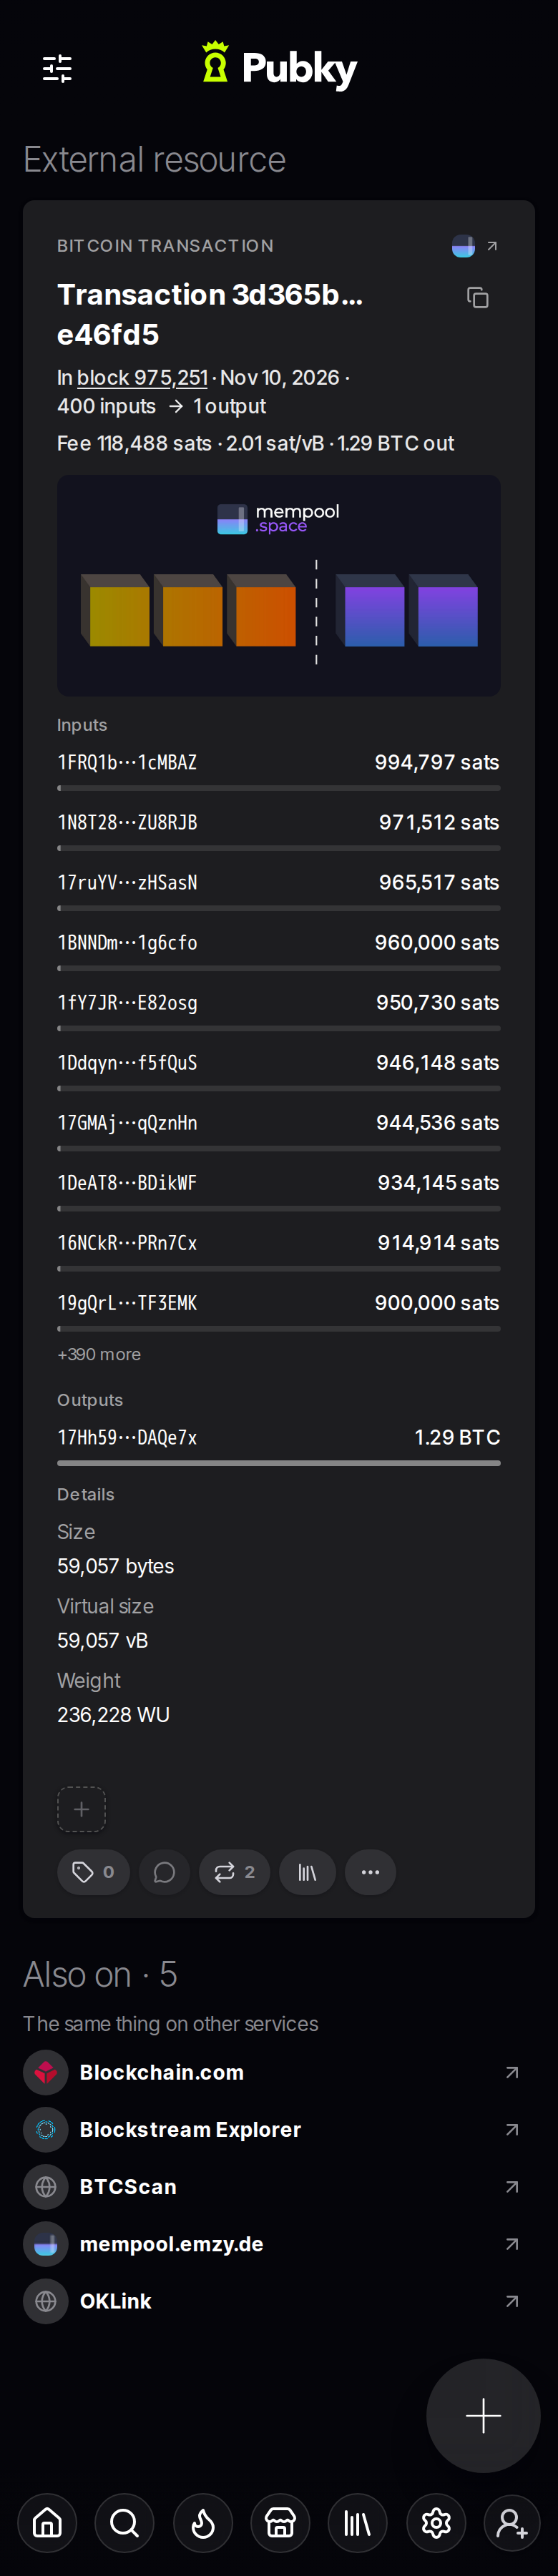 Pubky
External resource
BITCOIN TRANSACTION
Transaction 3d365b...
e46fd5
In block 975,251 · Nov 10, 2026 ·
400 inputs → 1 output
Fee 118,488 sats · 2.01 sat/vB · 1.29 BTC out
mempool
.space
Inputs
1FRQ1b···1cMBAZ 994,797 sats
1N8T28···ZU8RJB 971,512 sats
17ruYV···zHSasN 965,517 sats
1BNNDm···1g6cfo 960,000 sats
1fY7JR···E82osg 950,730 sats
1Ddqyn···f5fQuS 946,148 sats
17GMAj···qQznHn 944,536 sats
1DeAT8···BDikWF 934,145 sats
16NCkR···PRn7Cx 914,914 sats
19gQrL···TF3EMK 900,000 sats
+390 more
Outputs
17Hh59···DAQe7x 1.29 BTC
Details
Size
59,057 bytes
Virtual size
59,057 vB
Weight
236,228 WU
0 2
Also on · 5
The same thing on other services
Blockchain.com
Blockstream Explorer
BTCScan
mempool.emzy.de
OKLink